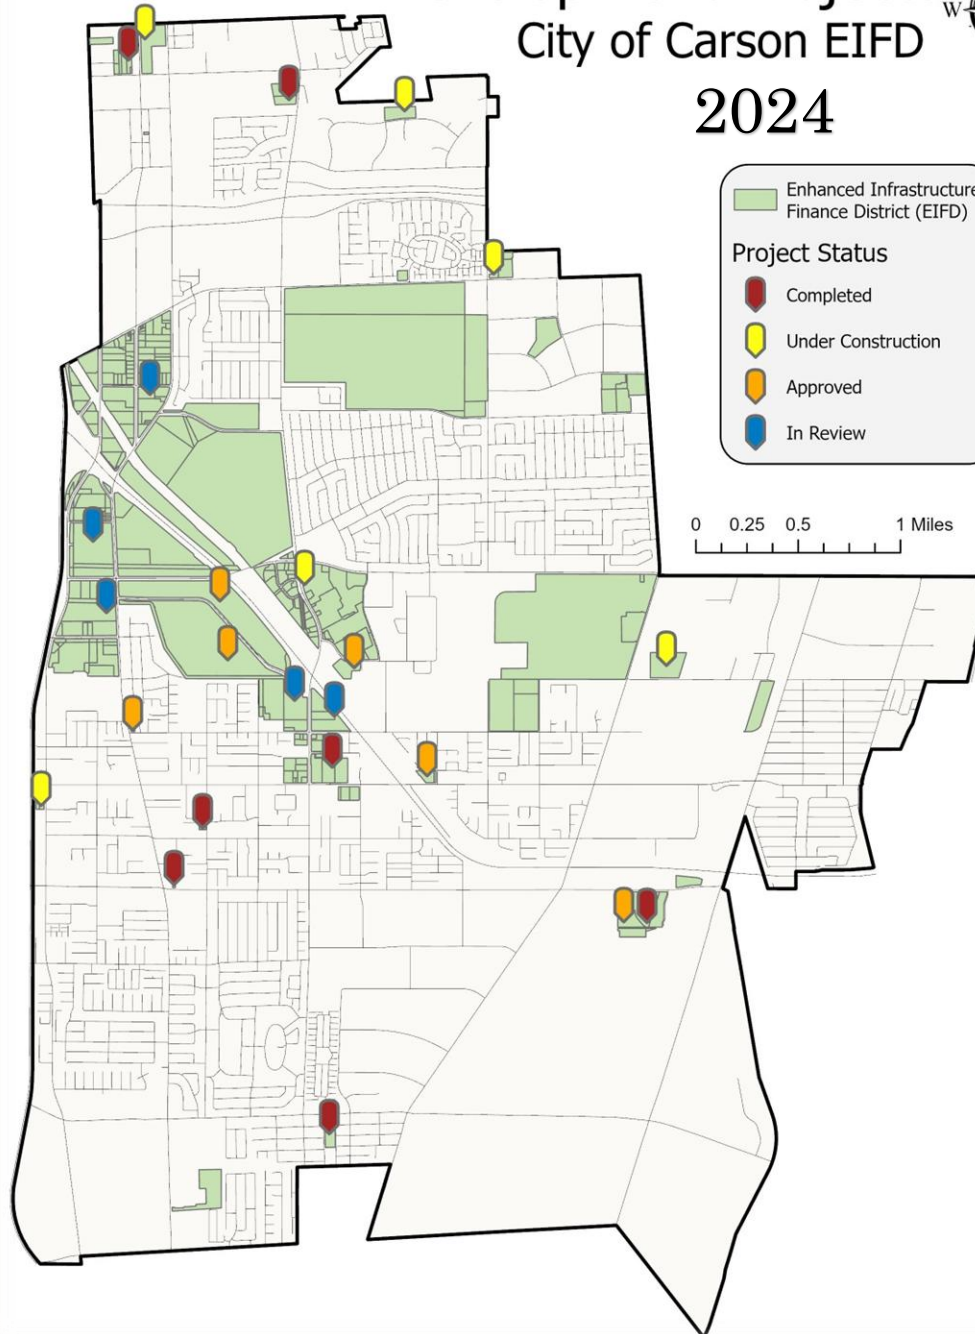 City of Carson EIFD
2024
W
Enhanced Infrastructure
Finance District (EIFD)
Project Status
Completed
Under Construction
Approved
In Review
0 0.25 0.5 1 Miles